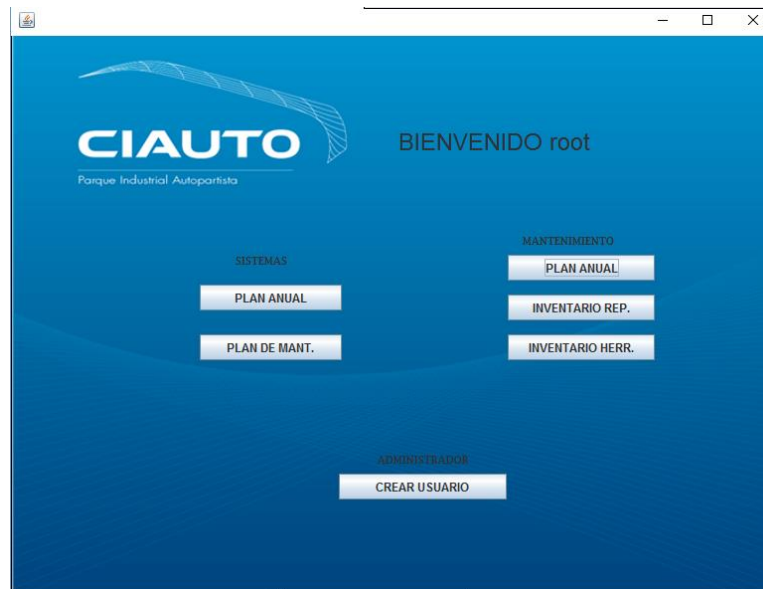 CIAUTO
Parque Industrial Autopartista
BIENVENIDO root
SISTEMAS
PLAN ANUAL
PLAN DE MANT.
MANTENIMIENTO
PLAN ANUAL
INVENTARIO REP.
INVENTARIO HERR.
ADMINISTRADOR
CREAR USUARIO